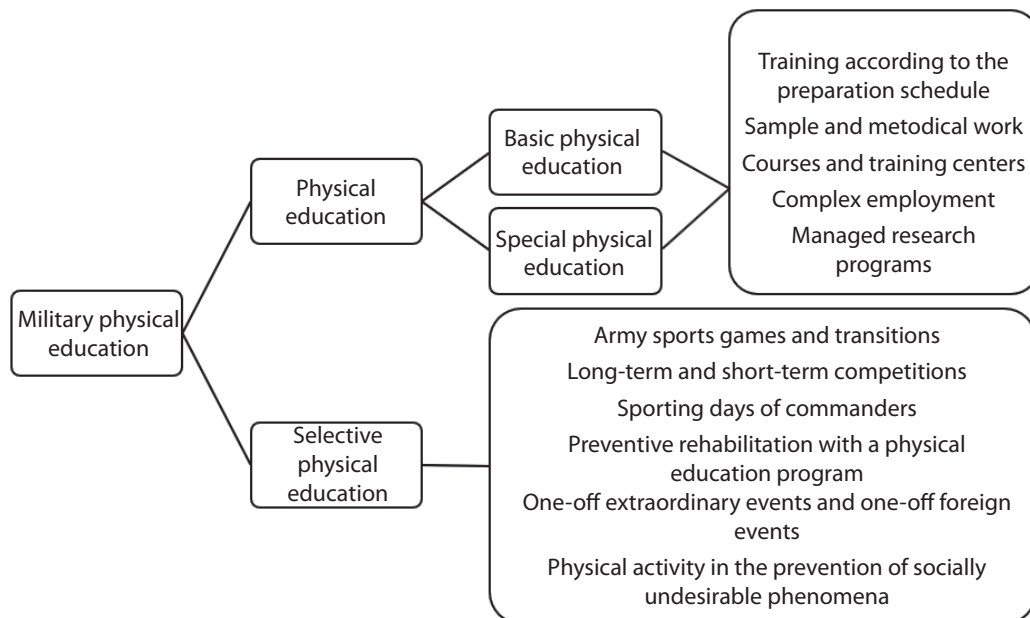 Military physical
education
Physical
education
Selective
physical
education
Basic physical
education
Special physical
education
Training according to the
preparation schedule
Sample and metodical work
Courses and training centers
Complex employment
Managed research
programs
Army sports games and transitions
Long-term and short-term competitions
Sporting days of commanders
Preventive rehabilitation with a physical
education program
One-off extraordinary events and one-off foreign
events
Physical activity in the prevention of socially
undesirable phenomena